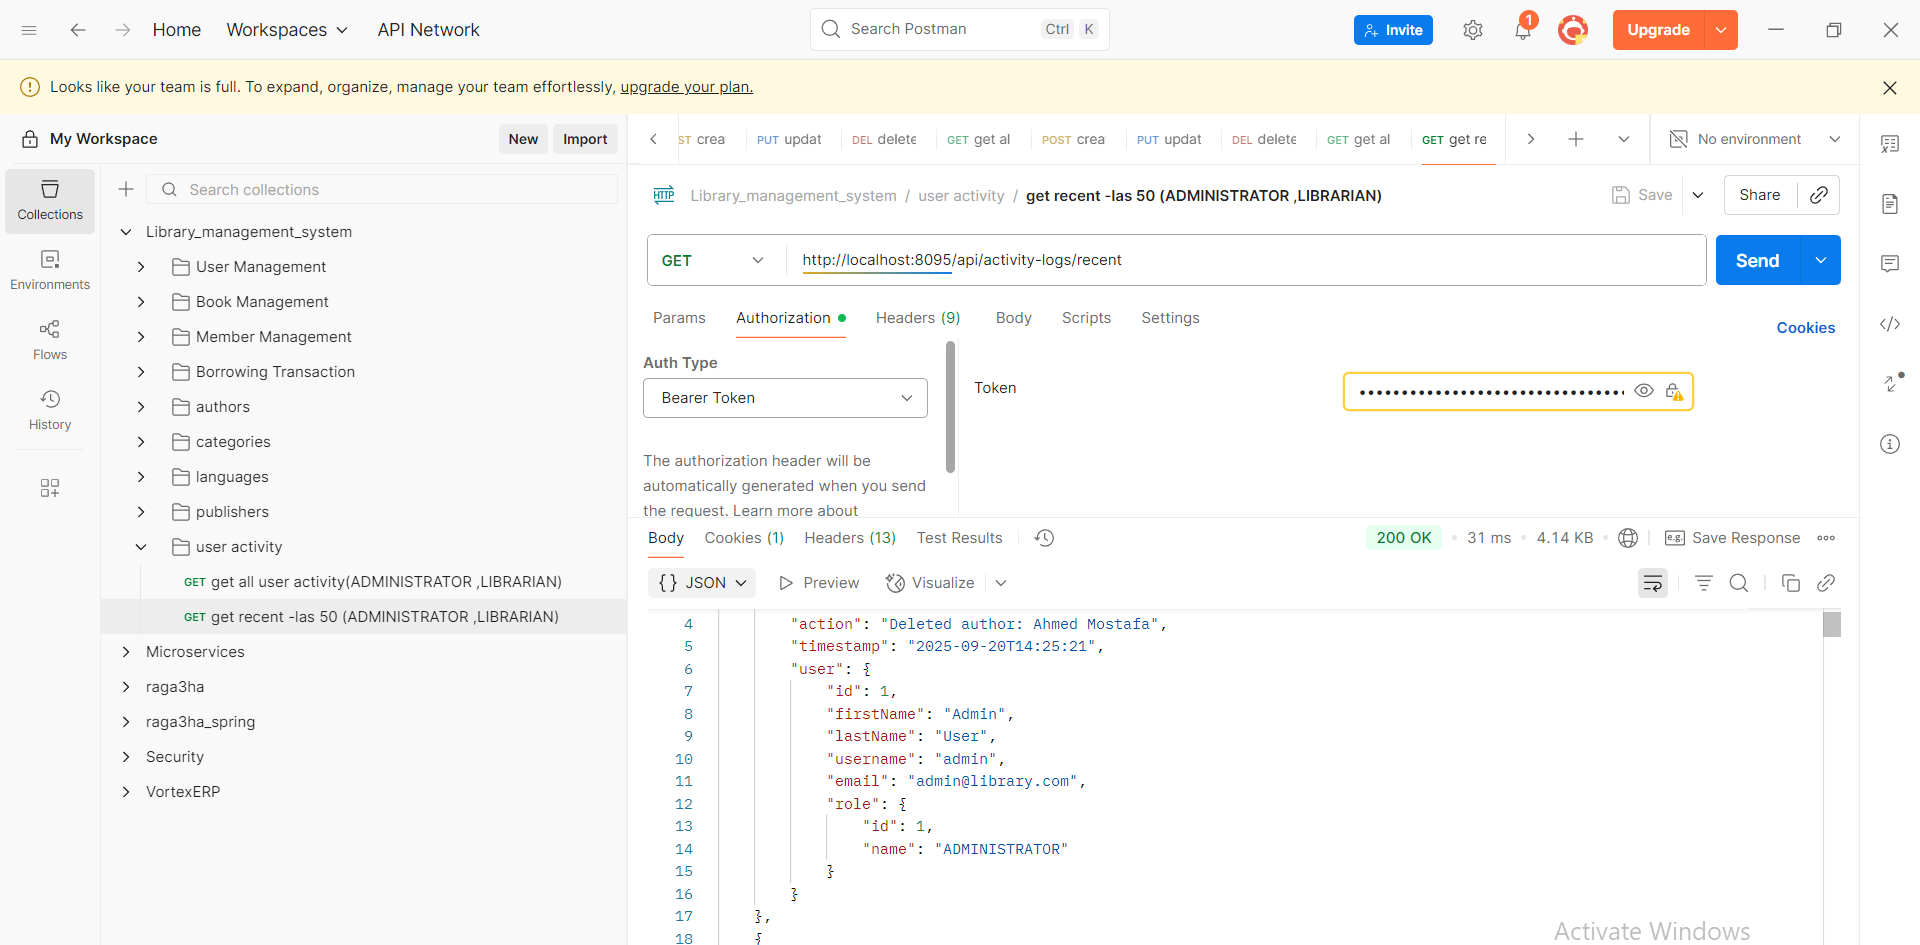 Home Workspaces API Network Search Postman Ctrl K Invite 1 Upgrade
Looks like your team is full. To expand, organize, manage your team effortlessly, upgrade your plan.
My Workspace New Import
ST crea PUT updat DEL delete GET get al POST crea PUT updat DEL delete GET get al GET get re No environment
Search collections
Collections
Environments
Flows
History
Library_management_system
User Management
Book Management
Member Management
Borrowing Transaction
authors
categories
languages
publishers
user activity
GET get all user activity(ADMINISTRATOR ,LIBRARIAN)
GET get recent -las 50 (ADMINISTRATOR ,LIBRARIAN)
Microservices
raga3ha
raga3ha_spring
Security
VortexERP
HTTP Library_management_system / user activity / get recent -las 50 (ADMINISTRATOR ,LIBRARIAN) Save Share
GET http://localhost:8095/api/activity-logs/recent Send
Params Authorization Headers (9) Body Scripts Settings Cookies
Auth Type
Bearer Token
Token
The authorization header will be
automatically generated when you send
the request. Learn more about
Body Cookies (1) Headers (13) Test Results 200 OK 31 ms 4.14 KB e.g. Save Response
{} JSON Preview Visualize
4 "action": "Deleted author: Ahmed Mostafa",
5 "timestamp": "2025-09-20T14:25:21",
6 "user": {
7 "id": 1,
8 "firstName": "Admin",
9 "lastName": "User",
10 "username": "admin",
11 "email": "admin@library.com",
12 "role": {
13 "id": 1,
14 "name": "ADMINISTRATOR"
15 }
16 }
17 },
18 {
Activate Windows